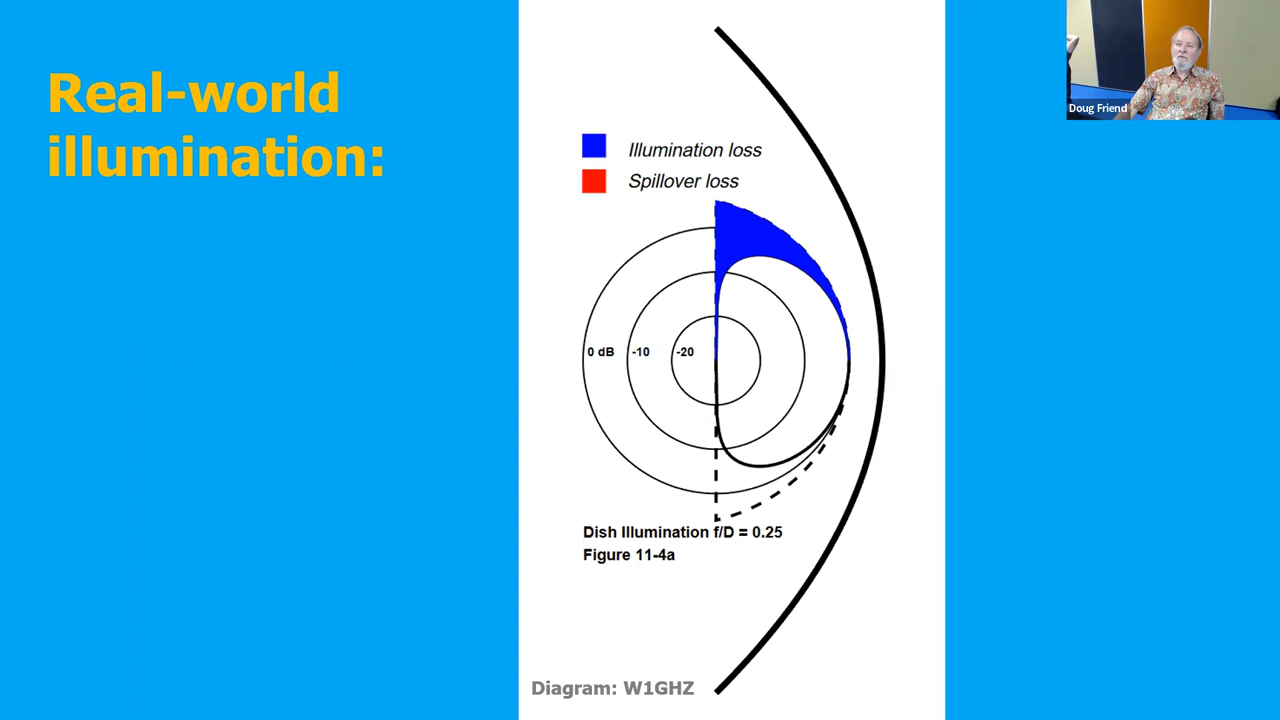 Real-world
illumination:
Illumination loss
Spillover loss
0 dB
-10
-20
Dish Illumination f/D = 0.25
Figure 11-4a
Diagram: W1GHZ
Doug Friend